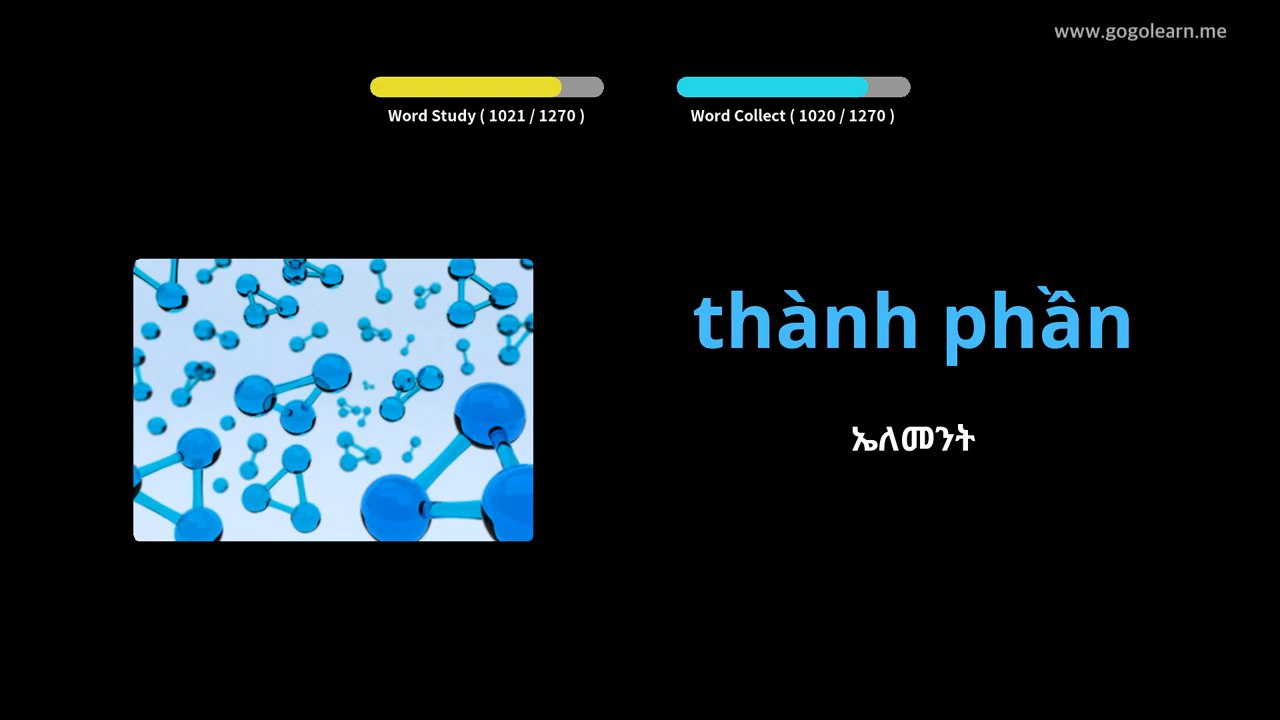 www.gogolearn.me
Word Study ( 1021 / 1270 )
Word Collect ( 1020 / 1270 )
thành phần
ኤለመንት